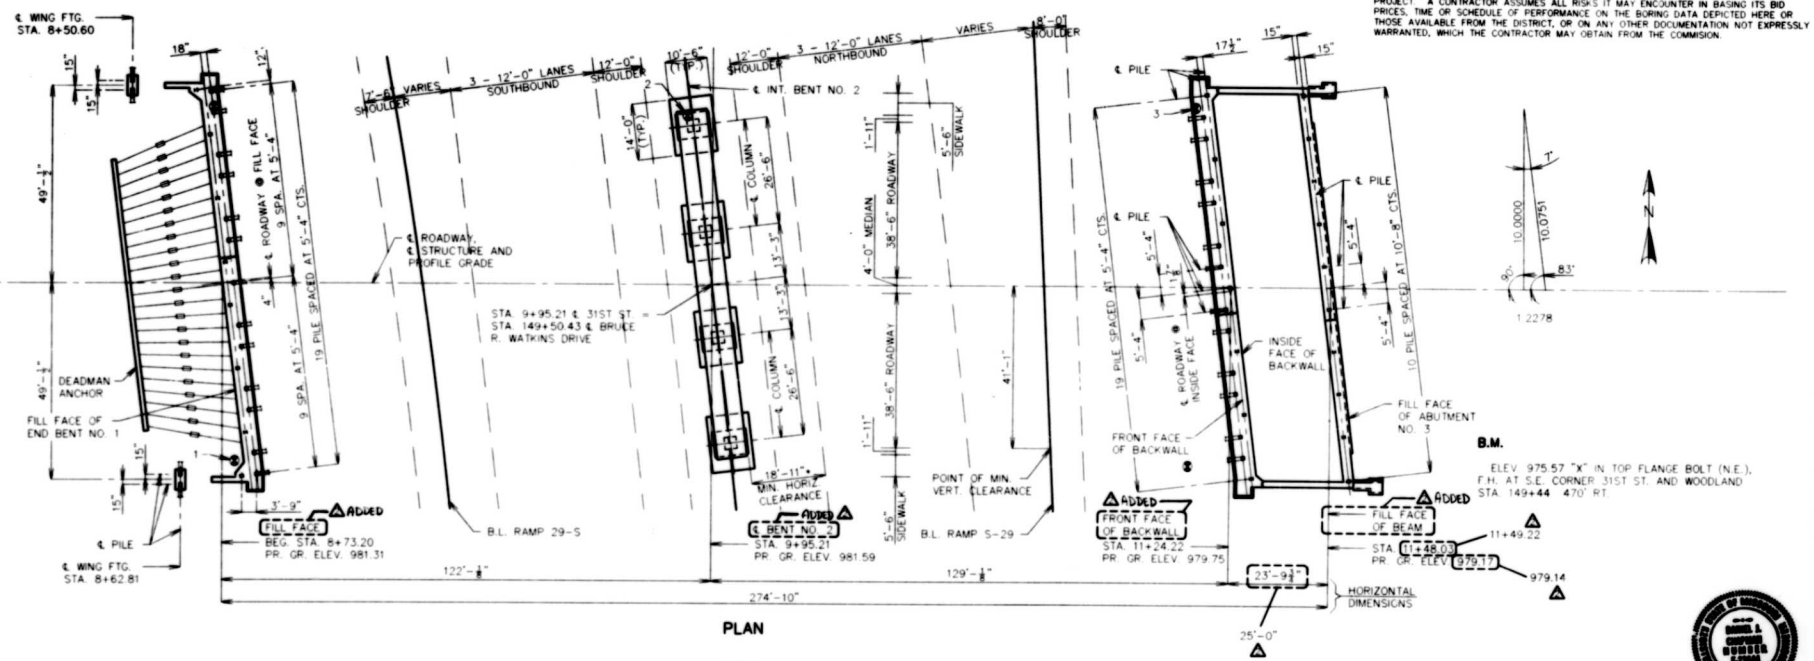 PROJECT. A CONTRACTOR ASSUMES ALL RISKS IT MAY ENCOUNTER IN BASING ITS BID
PRICES, TIME OR SCHEDULE OF PERFORMANCE ON THE BORING DATA DEPICTED HERE OR
THOSE AVAILABLE FROM THE DISTRICT, OR ON ANY OTHER DOCUMENTATION NOT EXPRESSLY
WARRANTED, WHICH THE CONTRACTOR MAY OBTAIN FROM THE COMMISION.
℄ WING FTG.
STA. 8+50.60
18"
12"
15"
15"
49'-1½"
49'-1½"
℄ ROADWAY @ FILL FACE
9 SPA. AT 5'-4"
19 PILE SPACED AT 5'-4" CTS.
4"
9 SPA. AT 5'-4"
DEADMAN
ANCHOR
FILL FACE OF
END BENT NO. 1
1
15"
15"
3'-9"
℄ PILE
℄ WING FTG.
STA. 8+62.81
ADDED
FILL FACE
BEG. STA. 8+73.20
PR. GR. ELEV. 981.31
7'-6"
SHOULDER
VARIES
3 - 12'-0" LANES
SOUTHBOUND
12'-0"
SHOULDER
10'-6"
(TYP.)
12'-0"
SHOULDER
3 - 12'-0" LANES
NORTHBOUND
VARIES
8'-0"
SHOULDER
2
℄ INT. BENT NO. 2
14'-0"
(TYP.)
℄ COLUMN
26'-6"
13'-3"
13'-3"
℄ COLUMN
26'-6"
℄ ROADWAY,
℄ STRUCTURE AND
PROFILE GRADE
STA. 9+95.21 ℄ 31ST ST. =
STA. 149+50.43 ℄ BRUCE
R. WATKINS DRIVE
1'-11"
5'-6"
SIDEWALK
38'-6" ROADWAY
4'-0" MEDIAN
38'-6" ROADWAY
1'-11"
5'-6"
SIDEWALK
41'-1"
18'-11"
MIN. HORIZ
CLEARANCE
B.L. RAMP 29-S
ADDED
℄ BENT NO. 2
STA. 9+95.21
PR. GR. ELEV. 981.59
POINT OF MIN.
VERT. CLEARANCE
B.L. RAMP S-29
17½"
15"
15"
℄ PILE
3
℄ PILE
℄ PILE
19 PILE SPACED AT 5'-4" CTS.
5'-4"
5'-4"
℄ ROADWAY @
INSIDE FACE
5'-4"
5'-4"
10 PILE SPACED AT 10'-8" CTS.
INSIDE
FACE OF
BACKWALL
FRONT FACE
OF BACKWALL
FILL FACE
OF ABUTMENT
NO. 3
7°
10.0000
10.0751
90°
83°
1.2278
N
B.M.
ELEV. 975.57 "X" IN TOP FLANGE BOLT (N.E.),
F.H. AT S.E. CORNER 31ST ST. AND WOODLAND
STA. 149+44 470' RT.
ADDED
FRONT FACE
OF BACKWALL
STA. 11+24.22
PR. GR. ELEV. 979.75
ADDED
FILL FACE
OF BEAM
STA. 11+48.03
11+49.22
PR. GR. ELEV. 979.17
979.14
122'-⅛"
129'-⅛"
274'-10"
25'-0"
HORIZONTAL
DIMENSIONS
PLAN